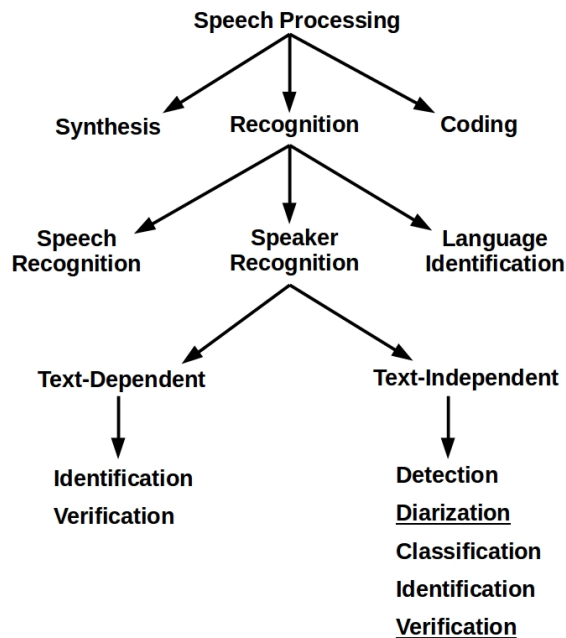 Speech Processing
Synthesis
Recognition
Coding
Speech
Recognition
Speaker
Recognition
Language
Identification
Text-Dependent
Text-Independent
Identification
Verification
Detection
Diarization
Classification
Identification
Verification